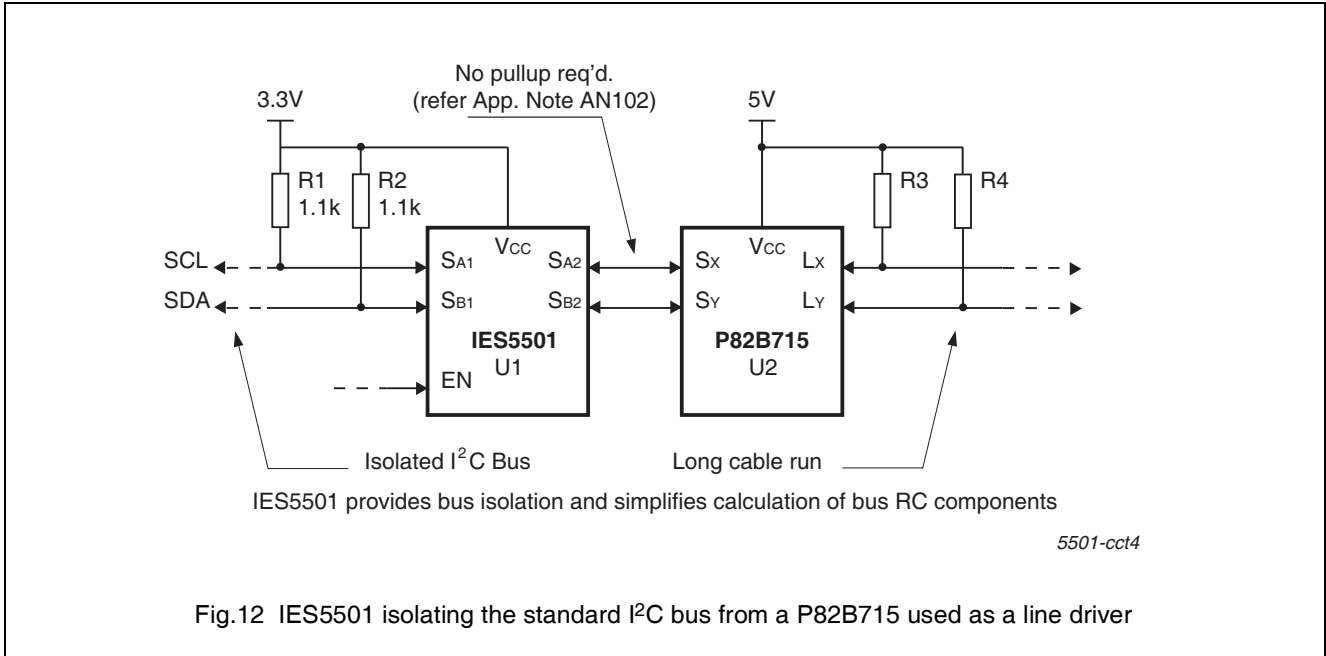 No pullup req'd.
(refer App. Note AN102)
3.3V
5V
R1
1.1k
R2
1.1k
R3
R4
SCL
SDA
VCC
SA1
SA2
SB1
SB2
IES5501
U1
EN
VCC
SX
LX
SY
LY
P82B715
U2
Isolated I2C Bus
Long cable run
IES5501 provides bus isolation and simplifies calculation of bus RC components
5501-cct4
Fig.12 IES5501 isolating the standard I2C bus from a P82B715 used as a line driver